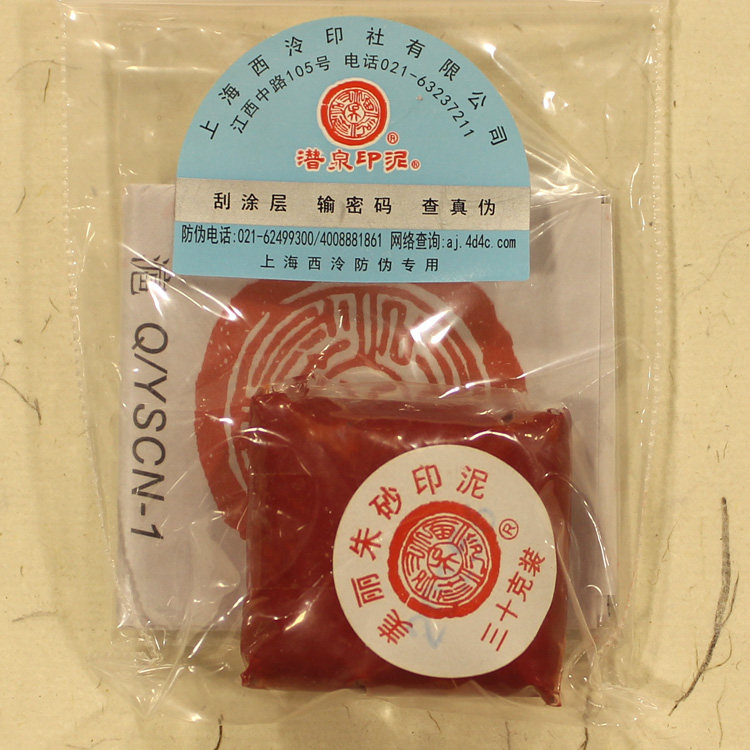 上海西泠印社有限公司
江西中路105号 电话021-63237211
®
潜泉印泥®
刮涂层 输密码 查真伪
防伪电话:021-62499300/4008881861 网络查询:aj.4d4c.com
上海西泠防伪专用
Q/YSCN-1
美丽朱砂印泥
®
三十克装